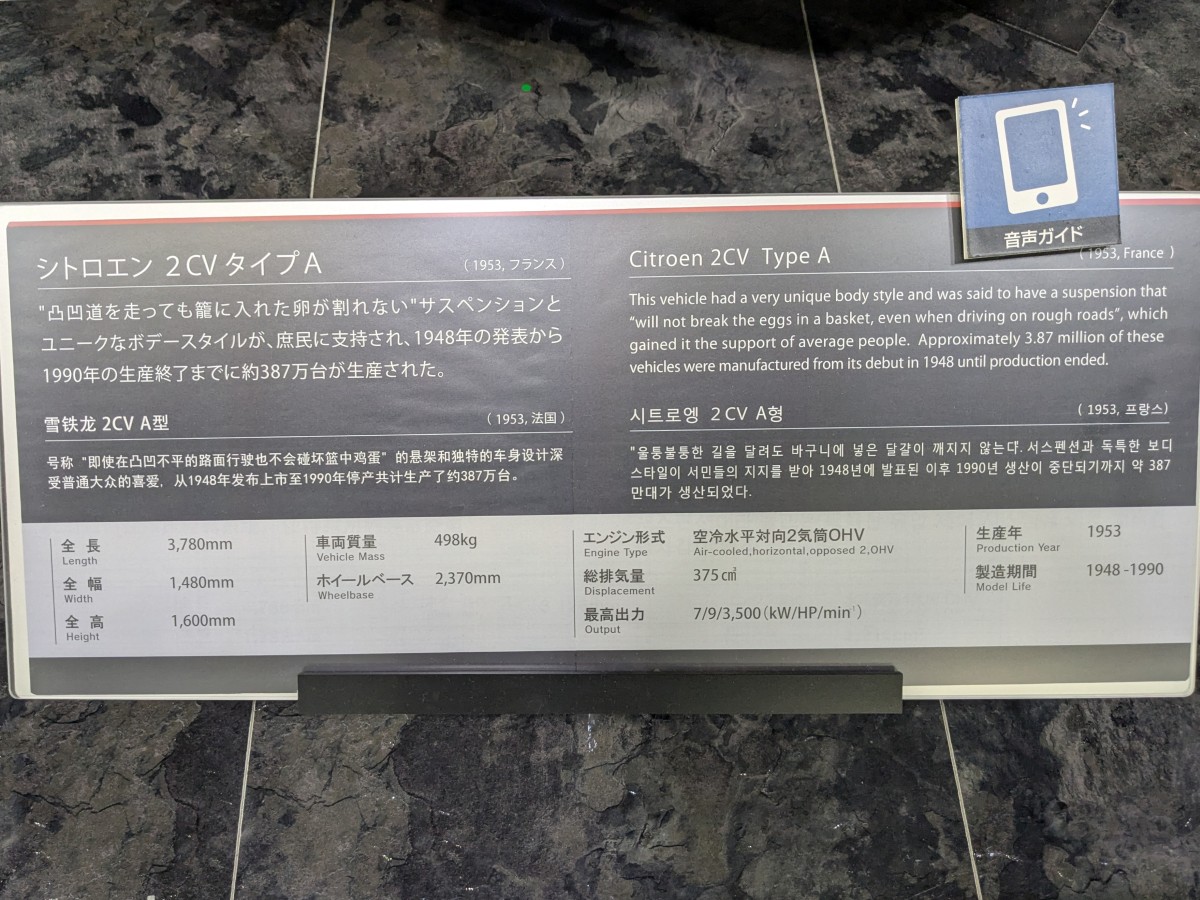 音声ガイド
シトロエン 2CV タイプA
（1953, フランス）
"凸凹道を走っても籠に入れた卵が割れない"サスペンションと
ユニークなボデースタイルが、庶民に支持され、1948年の発表から
1990年の生産終了までに約387万台が生産された。
Citroen 2CV Type A
(1953, France)
This vehicle had a very unique body style and was said to have a suspension that
“will not break the eggs in a basket, even when driving on rough roads”, which
gained it the support of average people. Approximately 3.87 million of these
vehicles were manufactured from its debut in 1948 until production ended.
雪铁龙 2CV A型
（1953, 法国）
号称 "即使在凸凹不平的路面行驶也不会碰坏篮中鸡蛋" 的悬架和独特的车身设计深
受普通大众的喜爱，从1948年发布上市至1990年停产共计生产了约387万台。
시트로엥 2CV A형
(1953, 프랑스)
"울퉁불퉁한 길을 달려도 바구니에 넣은 달걀이 깨지지 않는다". 서스펜션과 독특한 보디
스타일이 서민들의 지지를 받아 1948년에 발표된 이후 1990년 생산이 중단되기까지 약 387
만대가 생산되었다.
全長 3,780mm
Length
全幅 1,480mm
Width
全高 1,600mm
Height
車両質量 498kg
Vehicle Mass
ホイールベース 2,370mm
Wheelbase
エンジン形式 空冷水平対向2気筒OHV
Engine Type Air-cooled,horizontal,opposed 2,OHV
総排気量 375㎤
Displacement
最高出力 7/9/3,500（kW/HP/min⁻¹）
Output
生産年 1953
Production Year
製造期間 1948-1990
Model Life